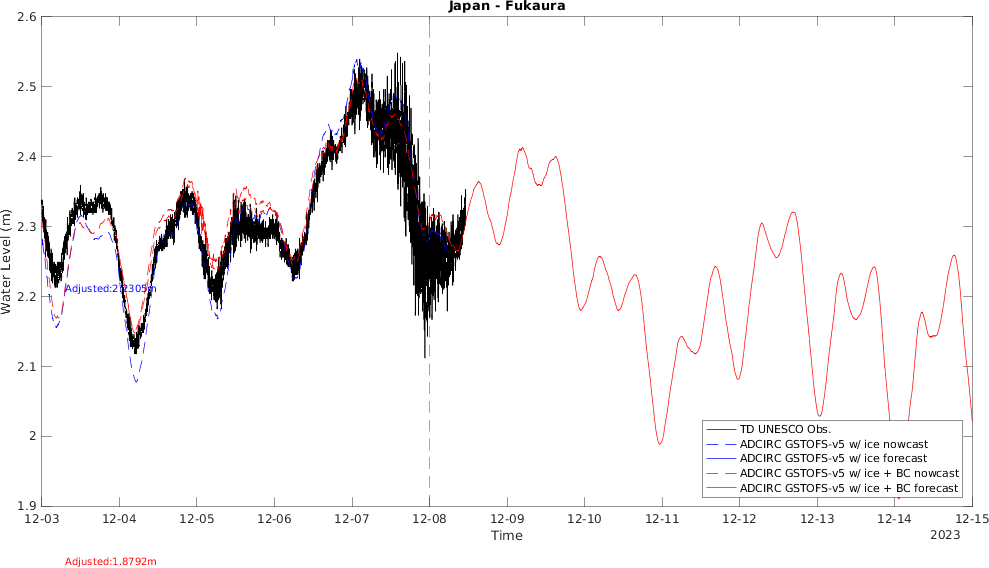 Japan - Fukaura
2.6
2.5
2.4
2.3
2.2
2.1
2
1.9
Water Level (m)
Adjusted:2.2305m
TD UNESCO Obs.
ADCIRC GSTOFS-v5 w/ ice nowcast
ADCIRC GSTOFS-v5 w/ ice forecast
ADCIRC GSTOFS-v5 w/ ice + BC nowcast
ADCIRC GSTOFS-v5 w/ ice + BC forecast
12-03 12-04 12-05 12-06 12-07 12-08 12-09 12-10 12-11 12-12 12-13 12-14 12-15
Time
2023
Adjusted:1.8792m